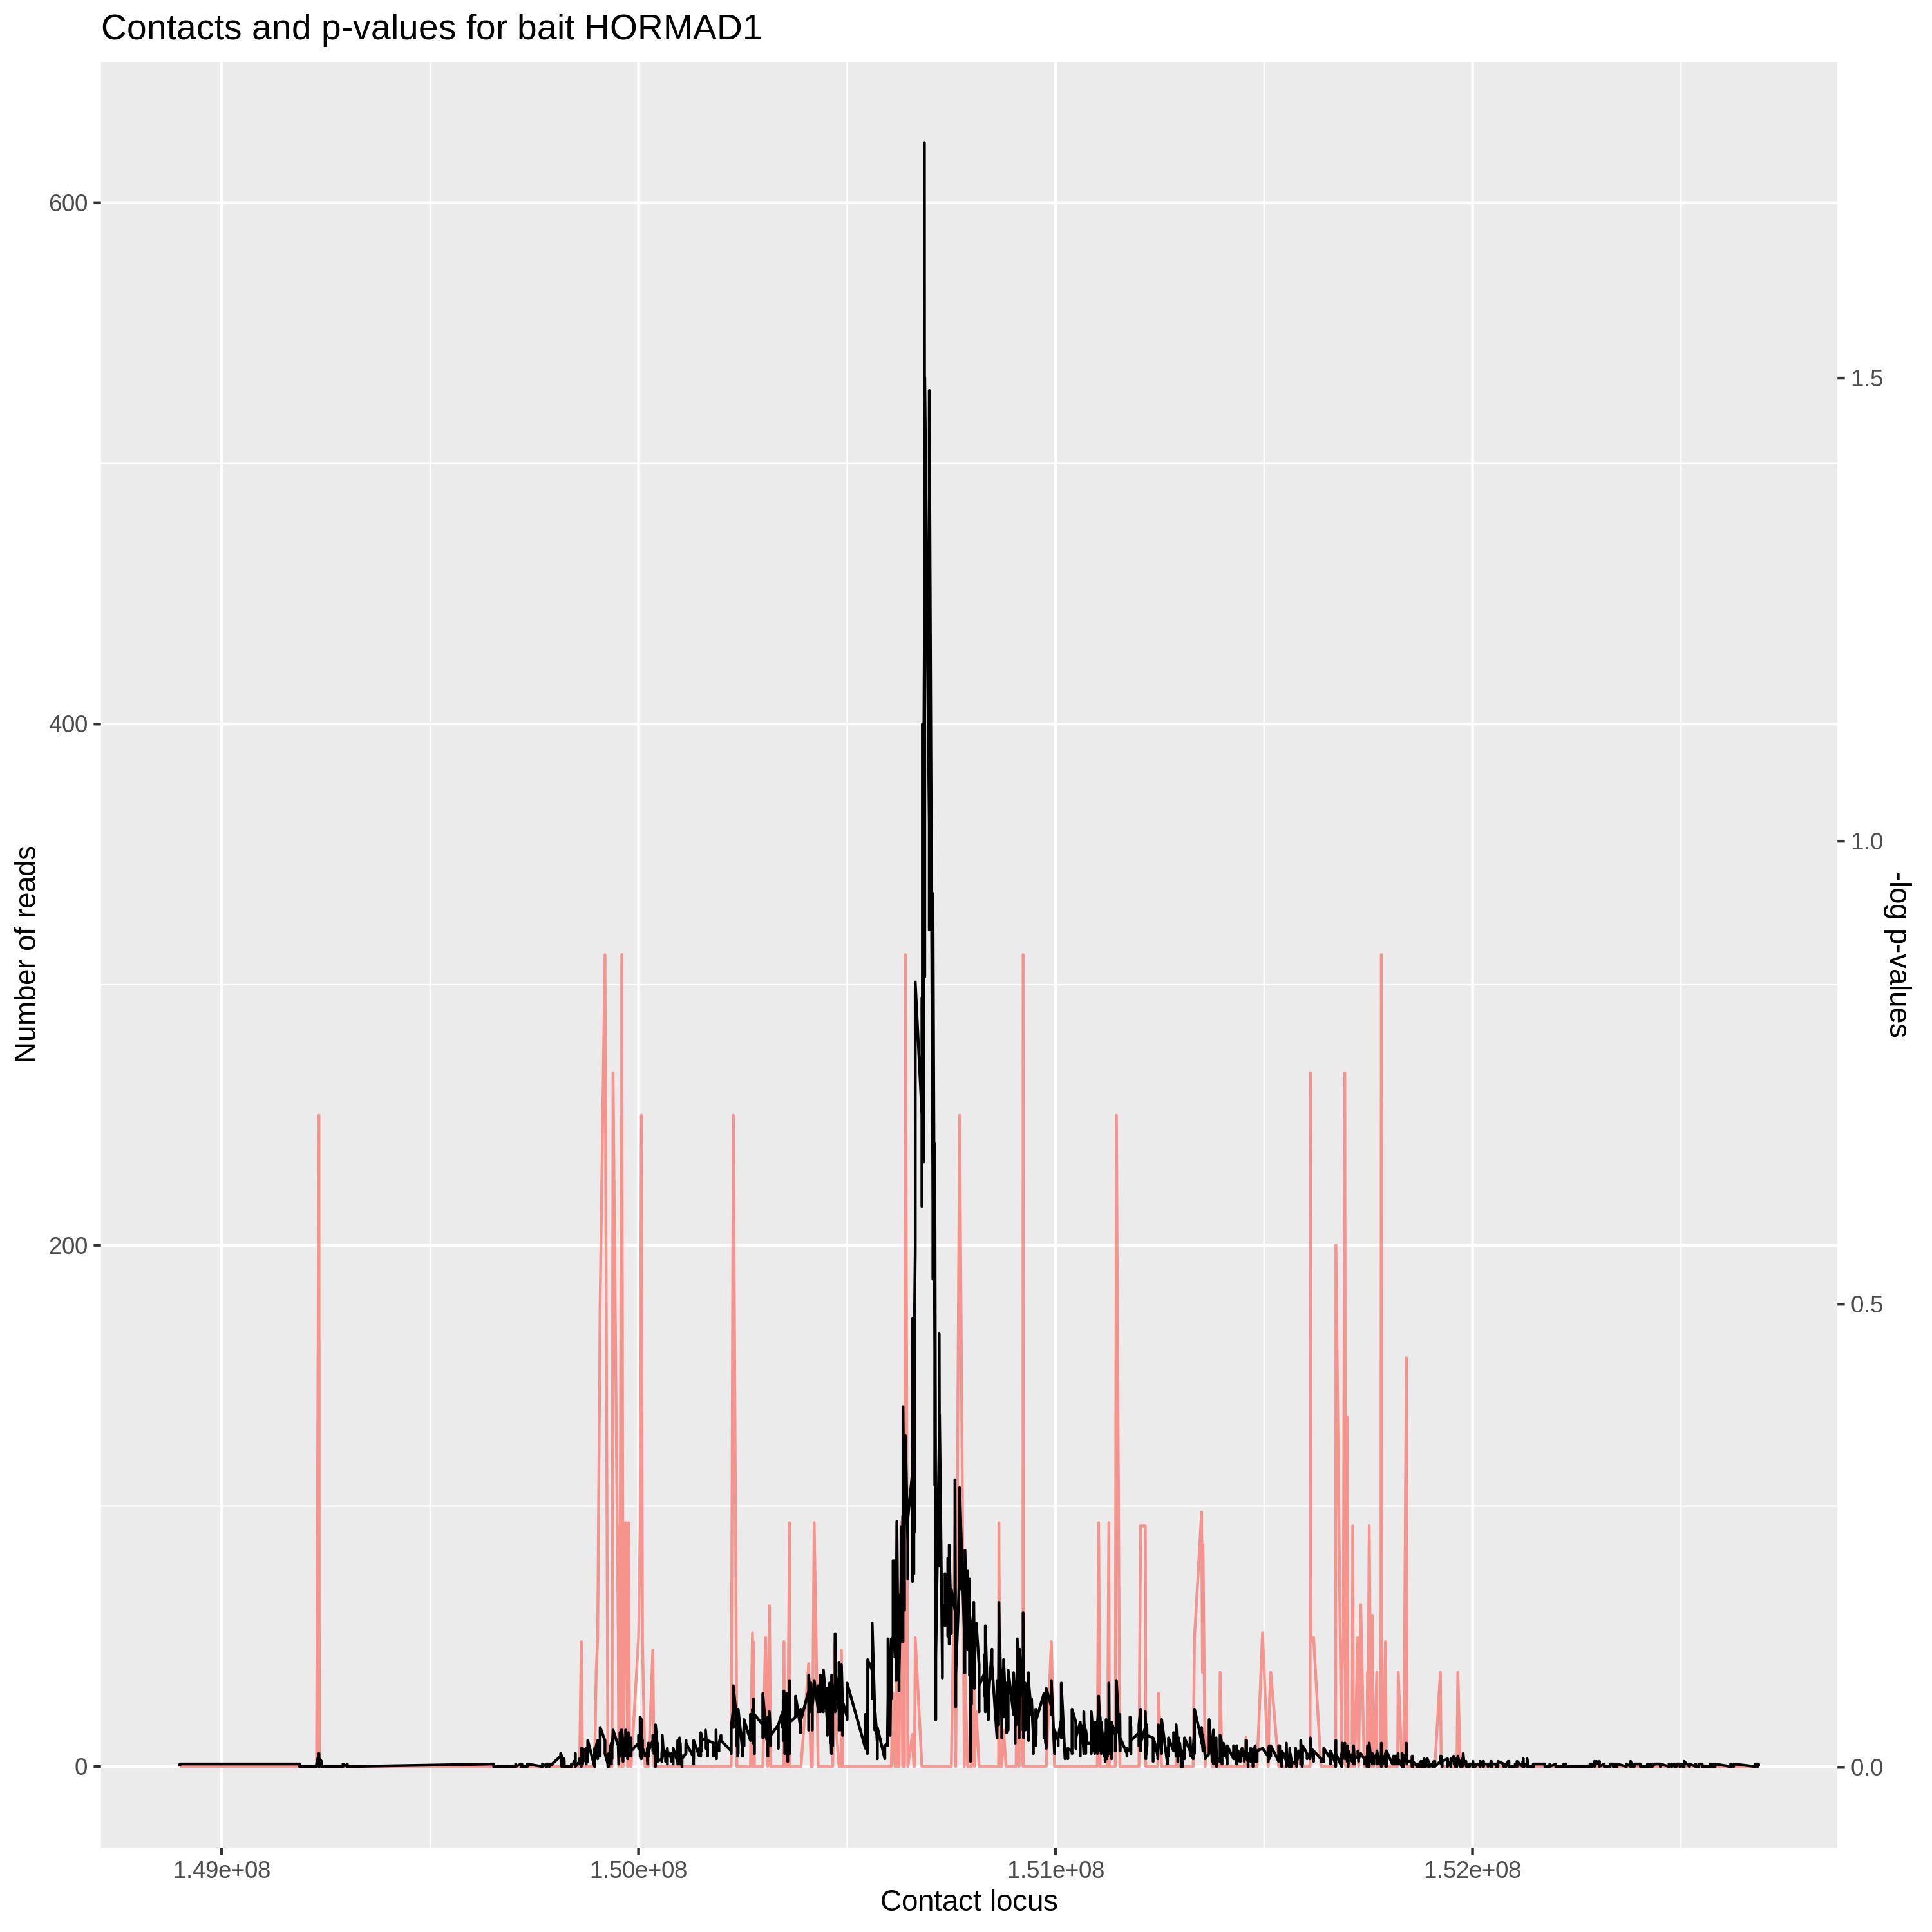 Contacts and p-values for bait HORMAD1
600
400
200
0
Number of reads
1.5
1.0
0.5
0.0
-log p-values
1.49e+08
1.50e+08
1.51e+08
1.52e+08
Contact locus